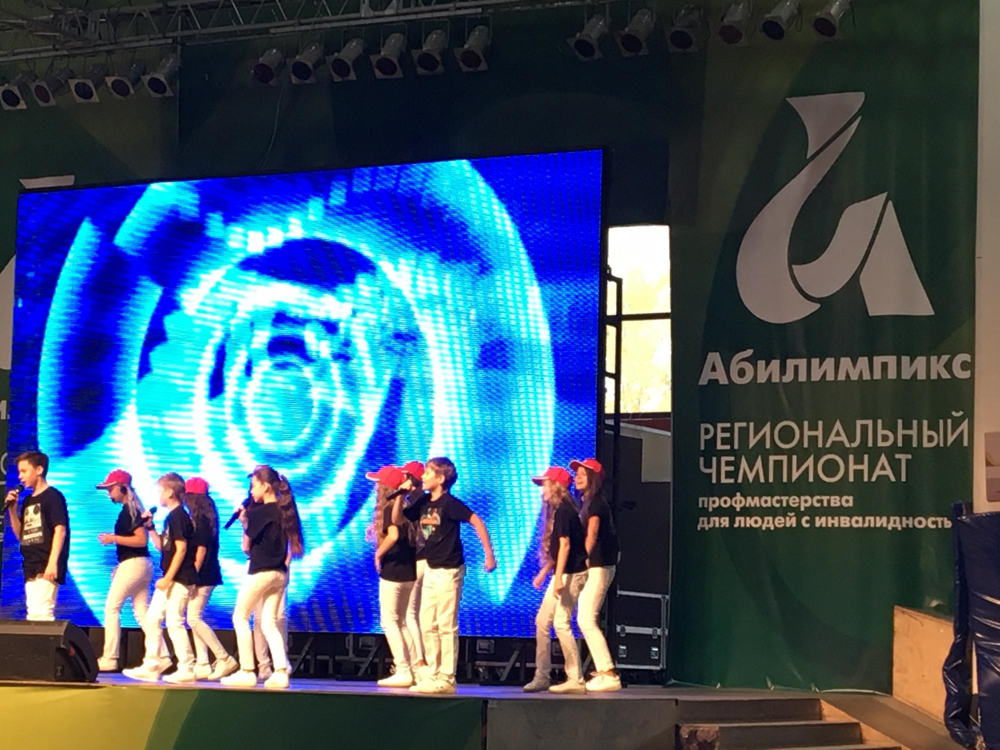 Абилимпикс
РЕГИОНАЛЬНЫЙ
ЧЕМПИОНАТ
профмастерства
для людей с инвалидность